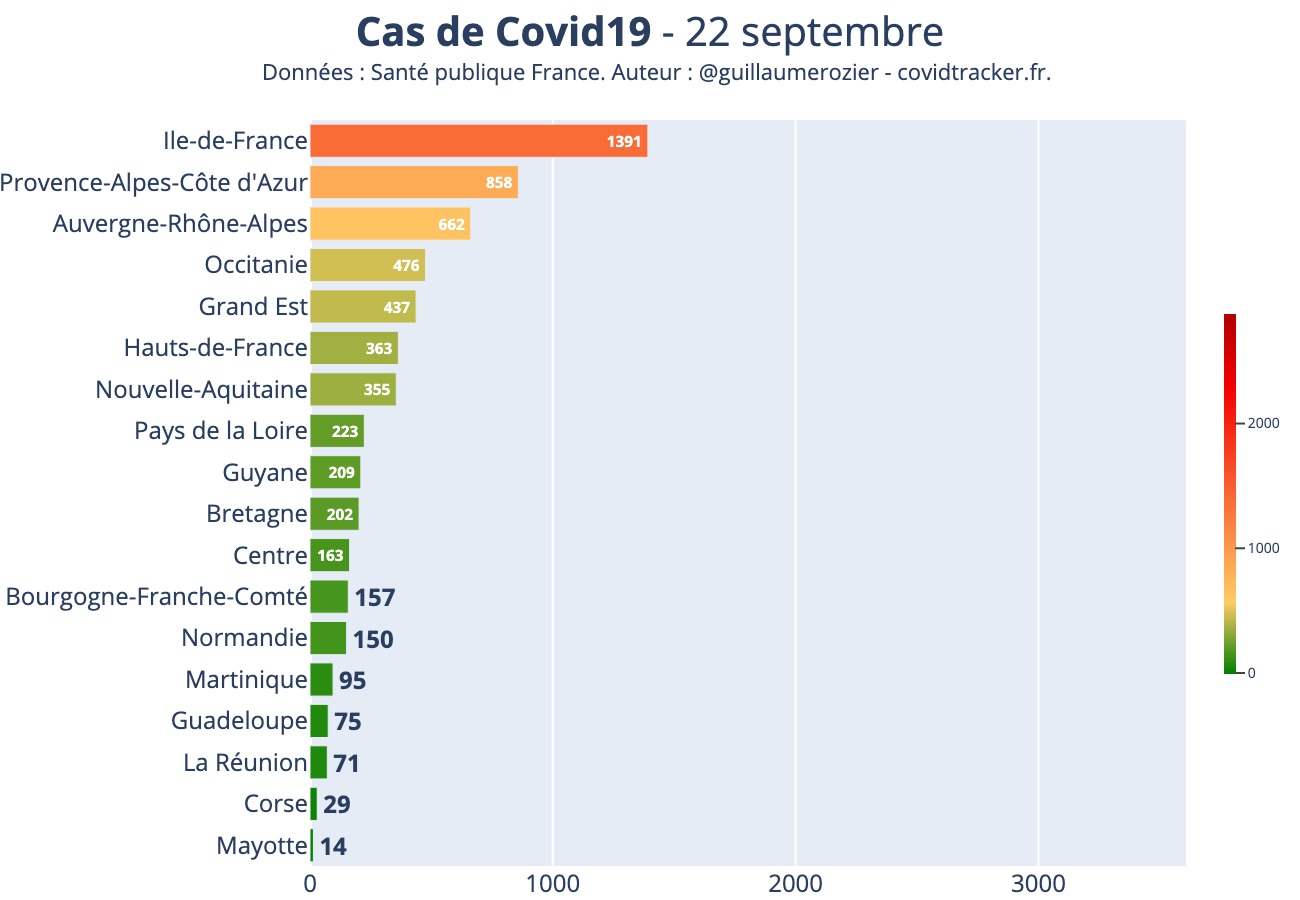 Cas de Covid19 - 22 septembre
Données : Santé publique France. Auteur : @guillaumerozier - covidtracker.fr.
Ile-de-France 1391
Provence-Alpes-Côte d'Azur 858
Auvergne-Rhône-Alpes 662
Occitanie 476
Grand Est 437
Hauts-de-France 363
Nouvelle-Aquitaine 355
Pays de la Loire 223
Guyane 209
Bretagne 202
Centre 163
Bourgogne-Franche-Comté 157
Normandie 150
Martinique 95
Guadeloupe 75
La Réunion 71
Corse 29
Mayotte 14
0 1000 2000 3000
2000
1000
0